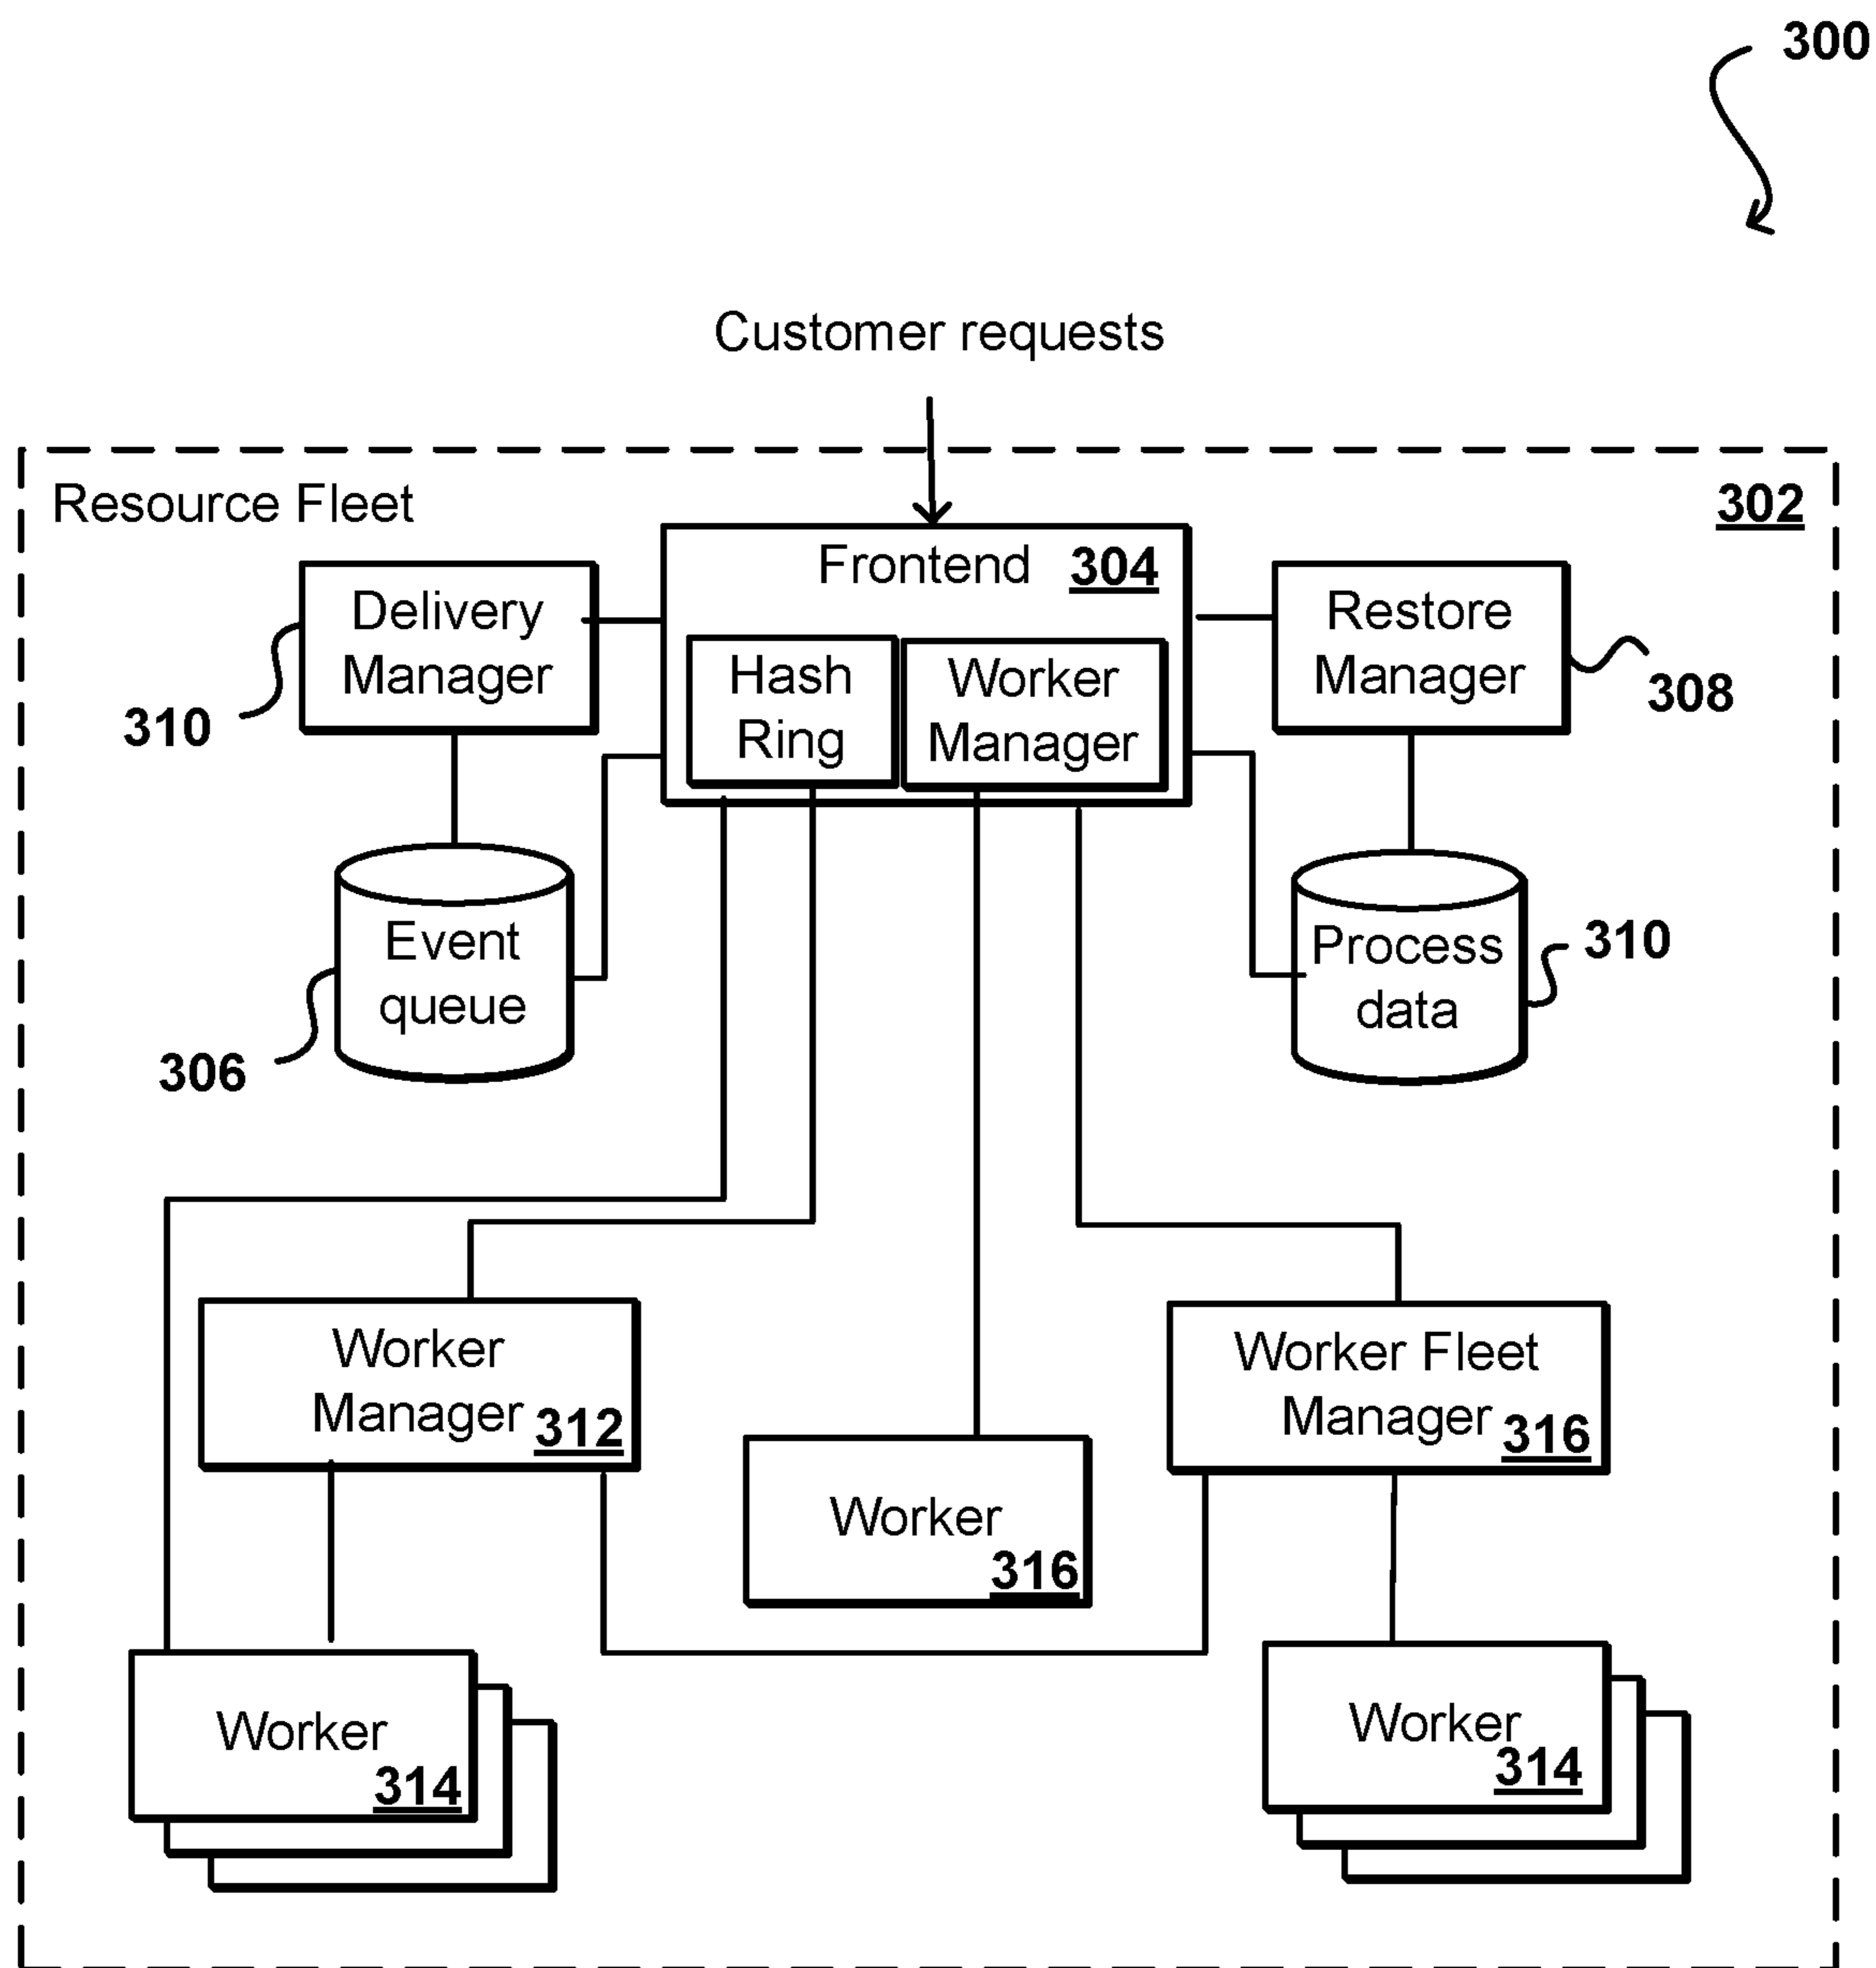 300
Customer requests
Resource Fleet
302
Frontend 304
Delivery
Manager
310
Hash
Ring
Worker
Manager
Restore
Manager
308
Event
queue
306
Process
data
310
Worker
Manager 312
Worker
316
Worker Fleet
Manager 316
Worker
314
Worker
314